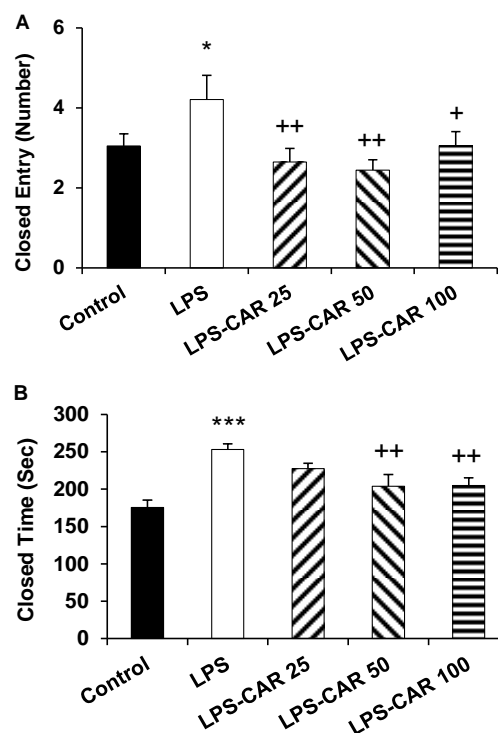 A
Closed Entry (Number)
6
4
2
0
*
++
++
+
Control
LPS
LPS-CAR 25
LPS-CAR 50
LPS-CAR 100
B
Closed Time (Sec)
300
250
200
150
100
50
0
***
++
++
Control
LPS
LPS-CAR 25
LPS-CAR 50
LPS-CAR 100